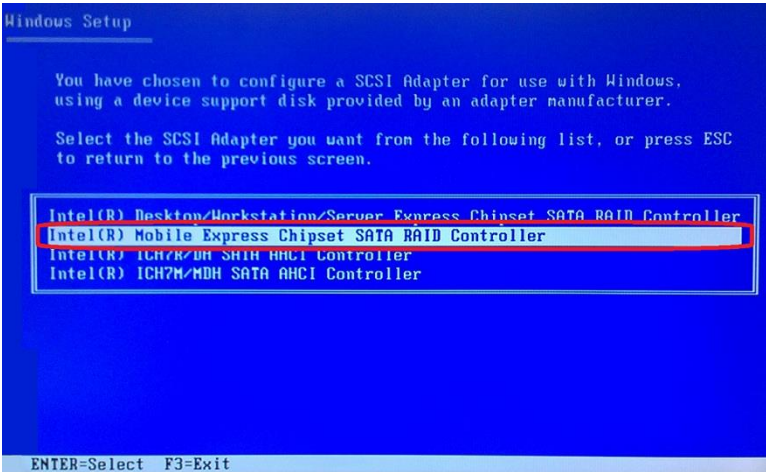 Windows Setup
You have chosen to configure a SCSI Adapter for use with Windows,
using a device support disk provided by an adapter manufacturer.
Select the SCSI Adapter you want from the following list, or press ESC
to return to the previous screen.
Intel(R) Desktop/Workstation/Server Express Chipset SATA RAID Controller
Intel(R) Mobile Express Chipset SATA RAID Controller
Intel(R) ICH7R/DH SATA AHCI Controller
Intel(R) ICH7M/MDH SATA AHCI Controller
ENTER=Select F3=Exit